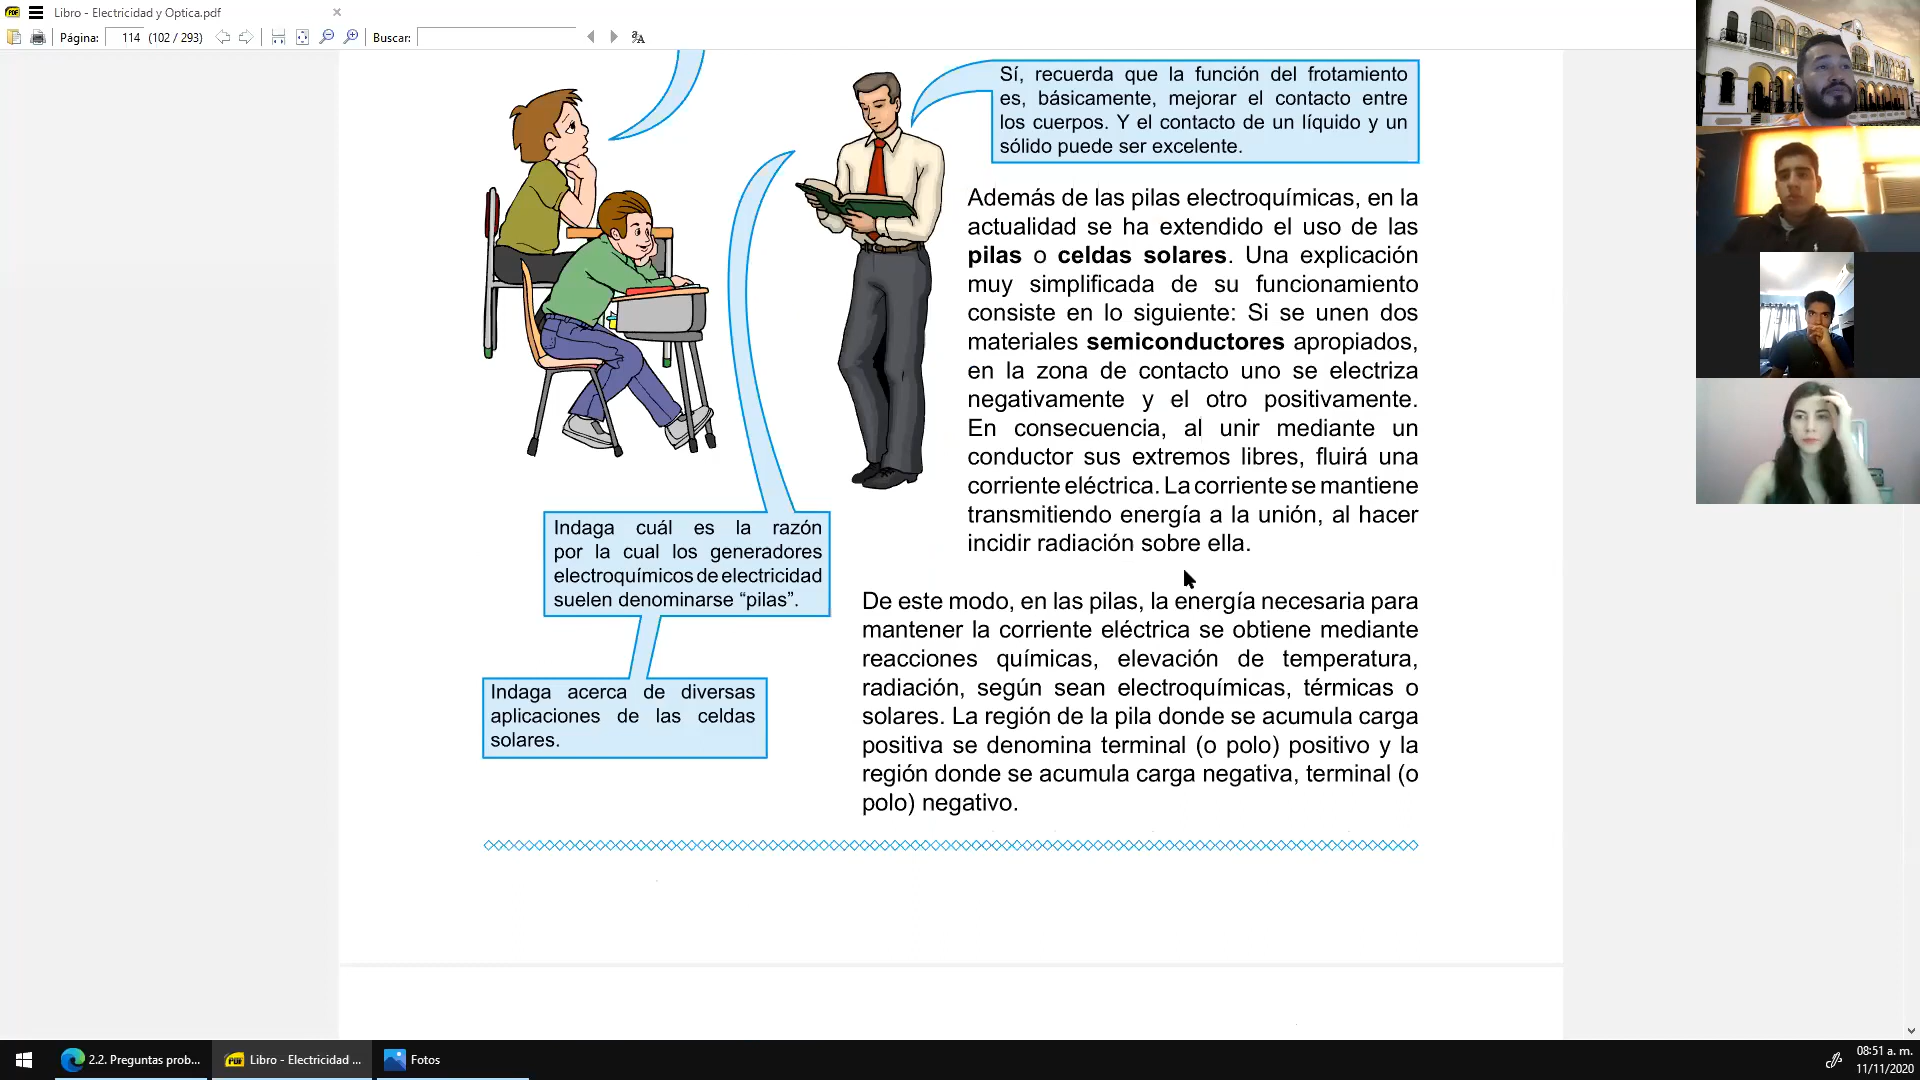 Libro - Electricidad y Optica.pdf
Página: 114 (102 / 293) Buscar:
Sí, recuerda que la función del frotamiento
es, básicamente, mejorar el contacto entre
los cuerpos. Y el contacto de un líquido y un
sólido puede ser excelente.
Además de las pilas electroquímicas, en la
actualidad se ha extendido el uso de las
pilas o celdas solares. Una explicación
muy simplificada de su funcionamiento
consiste en lo siguiente: Si se unen dos
materiales semiconductores apropiados,
en la zona de contacto uno se electriza
negativamente y el otro positivamente.
En consecuencia, al unir mediante un
conductor sus extremos libres, fluirá una
corriente eléctrica. La corriente se mantiene
transmitiendo energía a la unión, al hacer
incidir radiación sobre ella.
Indaga cuál es la razón
por la cual los generadores
electroquímicos de electricidad
suelen denominarse “pilas”.
Indaga acerca de diversas
aplicaciones de las celdas
solares.
De este modo, en las pilas, la energía necesaria para
mantener la corriente eléctrica se obtiene mediante
reacciones químicas, elevación de temperatura,
radiación, según sean electroquímicas, térmicas o
solares. La región de la pila donde se acumula carga
positiva se denomina terminal (o polo) positivo y la
región donde se acumula carga negativa, terminal (o
polo) negativo.
2.2. Preguntas prob...
Libro - Electricidad ...
Fotos
08:51 a. m.
11/11/2020